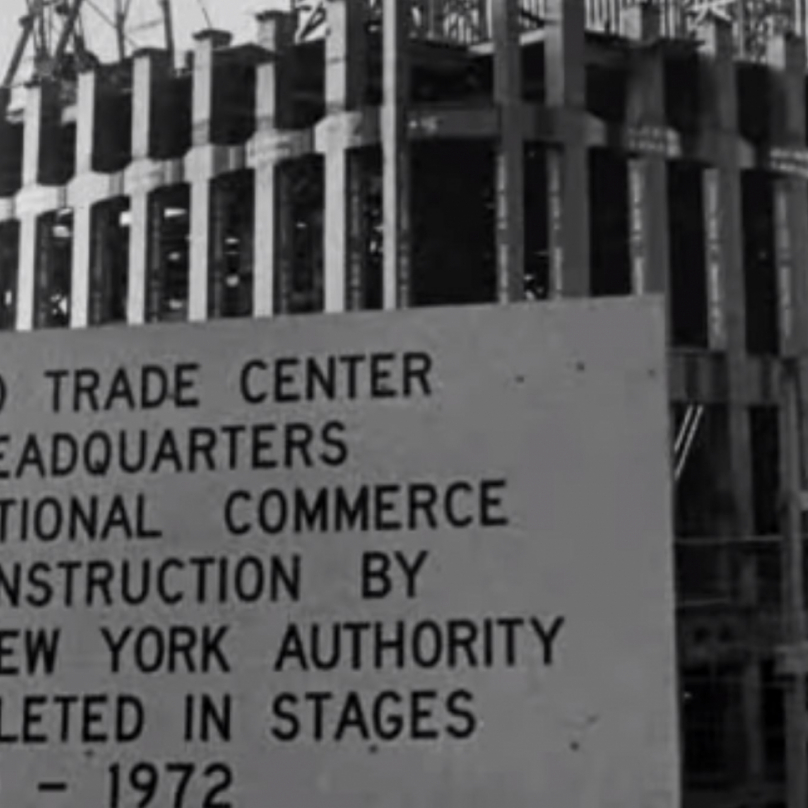 TRADE CENTER
EADQUARTERS
TIONAL COMMERCE
NSTRUCTION BY
EW YORK AUTHORITY
LETED IN STAGES
- 1972